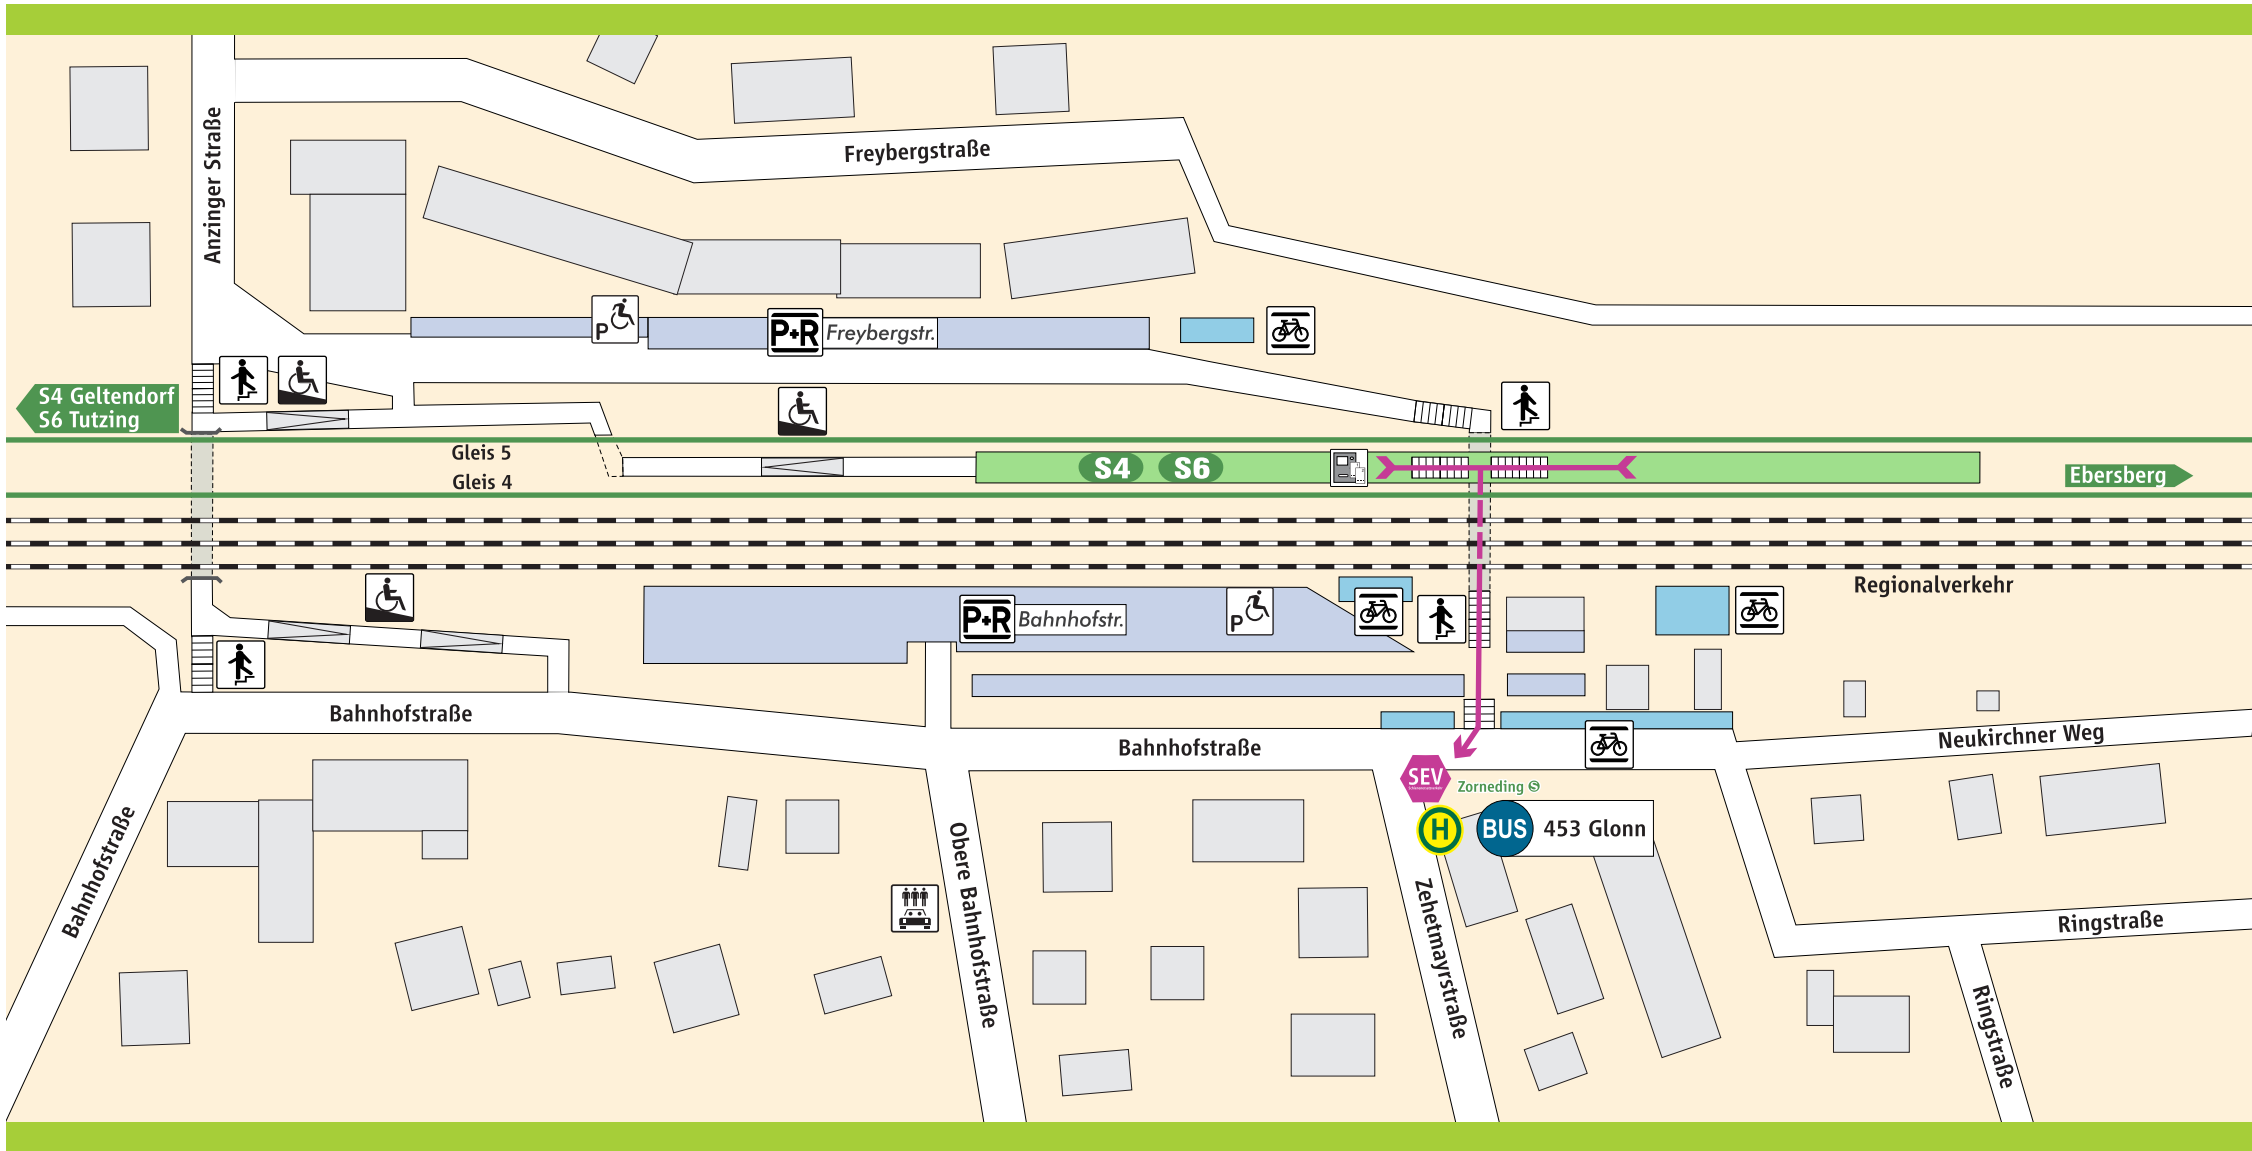 Anzinger Straße
Freybergstraße
P
P+R Freybergstr.
S4 Geltendorf
S6 Tutzing
Gleis 5
Gleis 4
S4 S6
Ebersberg
Regionalverkehr
P+R Bahnhofstr.
P
Bahnhofstraße
Bahnhofstraße
Neukirchner Weg
SEV
Zorneding S
H BUS 453 Glonn
Bahnhofstraße
Obere Bahnhofstraße
Zehetmayrstraße
Ringstraße
Ringstraße